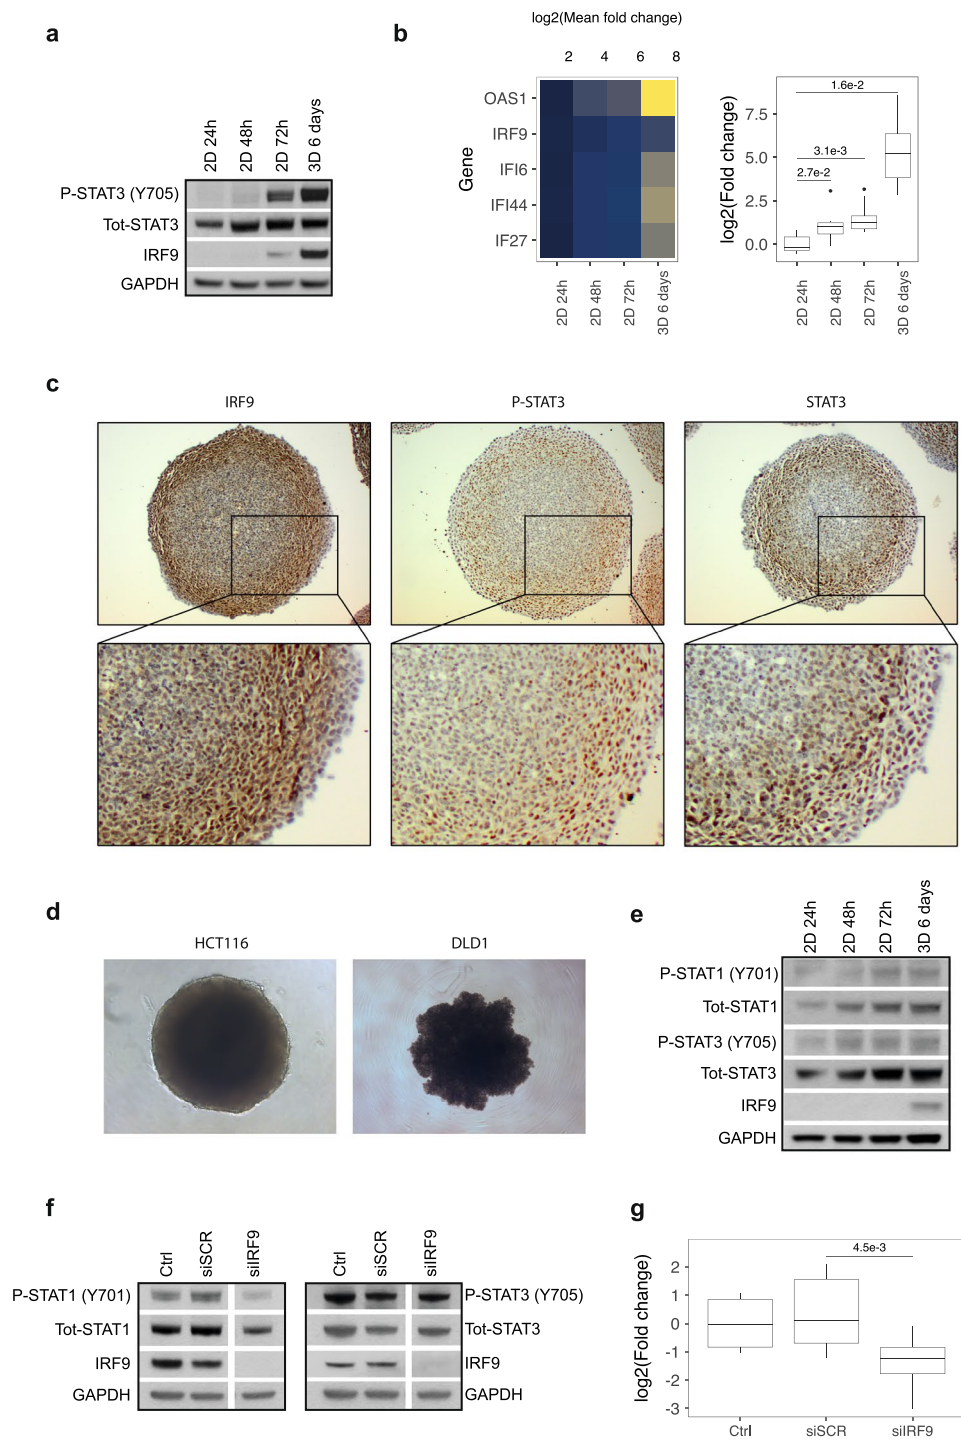 a
2D 24h
2D 48h
2D 72h
3D 6 days
P-STAT3 (Y705)
Tot-STAT3
IRF9
GAPDH
b
log2(Mean fold change)
2 4 6 8
Gene
OAS1
IRF9
IFI6
IFI44
IF27
2D 24h
2D 48h
2D 72h
3D 6 days
log2(Fold change)
7.5
5.0
2.5
0.0
1.6e-2
3.1e-3
2.7e-2
2D 24h
2D 48h
2D 72h
3D 6 days
c
IRF9 P-STAT3 STAT3
d
HCT116 DLD1
e
2D 24h
2D 48h
2D 72h
3D 6 days
P-STAT1 (Y701)
Tot-STAT1
P-STAT3 (Y705)
Tot-STAT3
IRF9
GAPDH
f
Ctrl
siSCR
siIRF9
P-STAT1 (Y701)
Tot-STAT1
IRF9
GAPDH
Ctrl
siSCR
siIRF9
P-STAT3 (Y705)
Tot-STAT3
IRF9
GAPDH
g
log2(Fold change)
2
1
0
-1
-2
-3
4.5e-3
Ctrl siSCR siIRF9